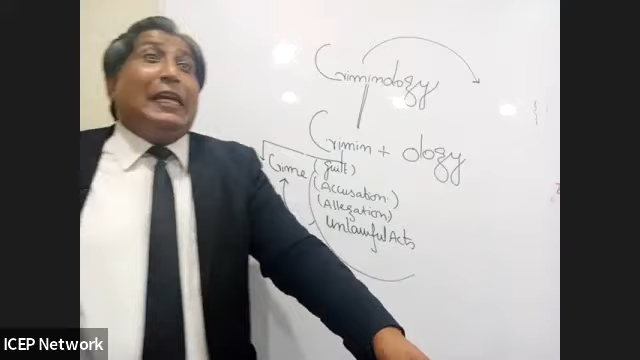 Criminology
Crimin + ology
Crime (guilt)
(Accusation)
(Allegation)
Unlawful Acts
ICEP Network